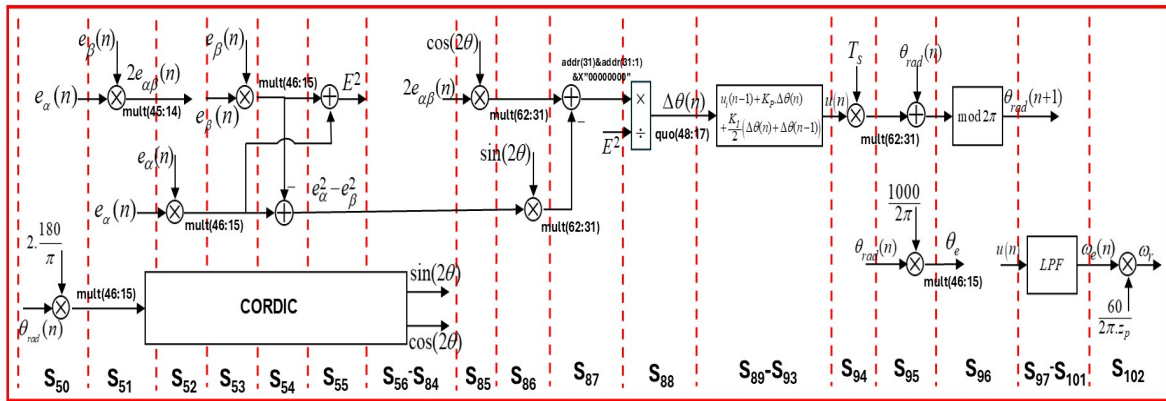 e_β(n)
e_β(n)
cos(2θ)
T_s
θ_rad(n)
addr(31)&addr(31:1)
&X"00000000"
2e_αβ(n)
mult(46:15)
E²
e_α(n)
×
mult(45:14)
e_β(n)
×
+
2e_αβ(n)
×
mult(62:31)
+
−
×
÷
E²
Δθ(n)
quo(48:17)
u_i(n−1)+K_P.Δθ(n)
+K_I/2(Δθ(n)+Δθ(n−1))
u(n)
×
mult(62:31)
+
mod 2π
θ_rad(n+1)
e_α(n)
sin(2θ)
−
e_α(n)
×
mult(46:15)
+
e_α²−e_β²
×
mult(62:31)
1000/2π
2.180/π
θ_rad(n)
×
θ_e
mult(46:15)
u(n)
LPF
ω_e(n)
×
ω_r
60/2π.z_p
sin(2θ)
mult(46:15)
×
θ_rad(n)
CORDIC
cos(2θ)
S50 S51 S52 S53 S54 S55 S56-S84 S85 S86 S87 S88 S89-S93 S94 S95 S96 S97-S101 S102